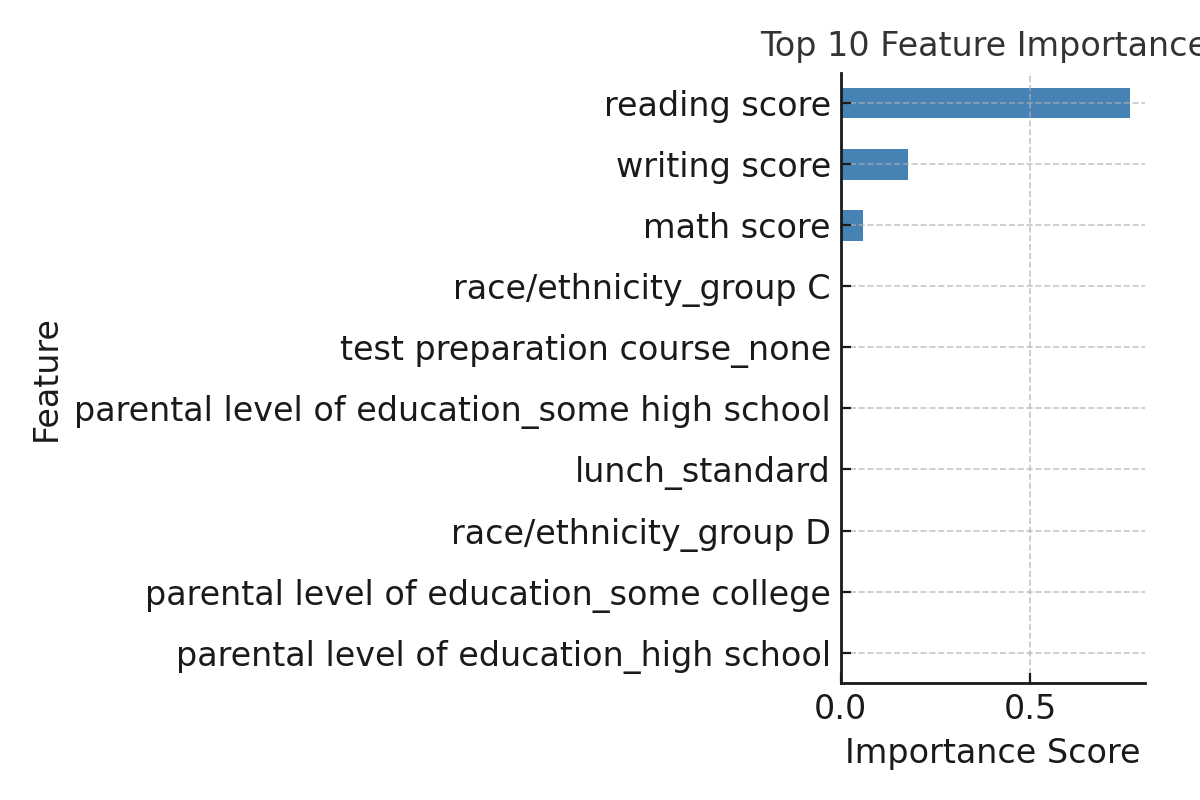 Top 10 Feature Importance
reading score
writing score
math score
race/ethnicity_group C
test preparation course_none
parental level of education_some high school
lunch_standard
race/ethnicity_group D
parental level of education_some college
parental level of education_high school
Feature
0.0 0.5
Importance Score